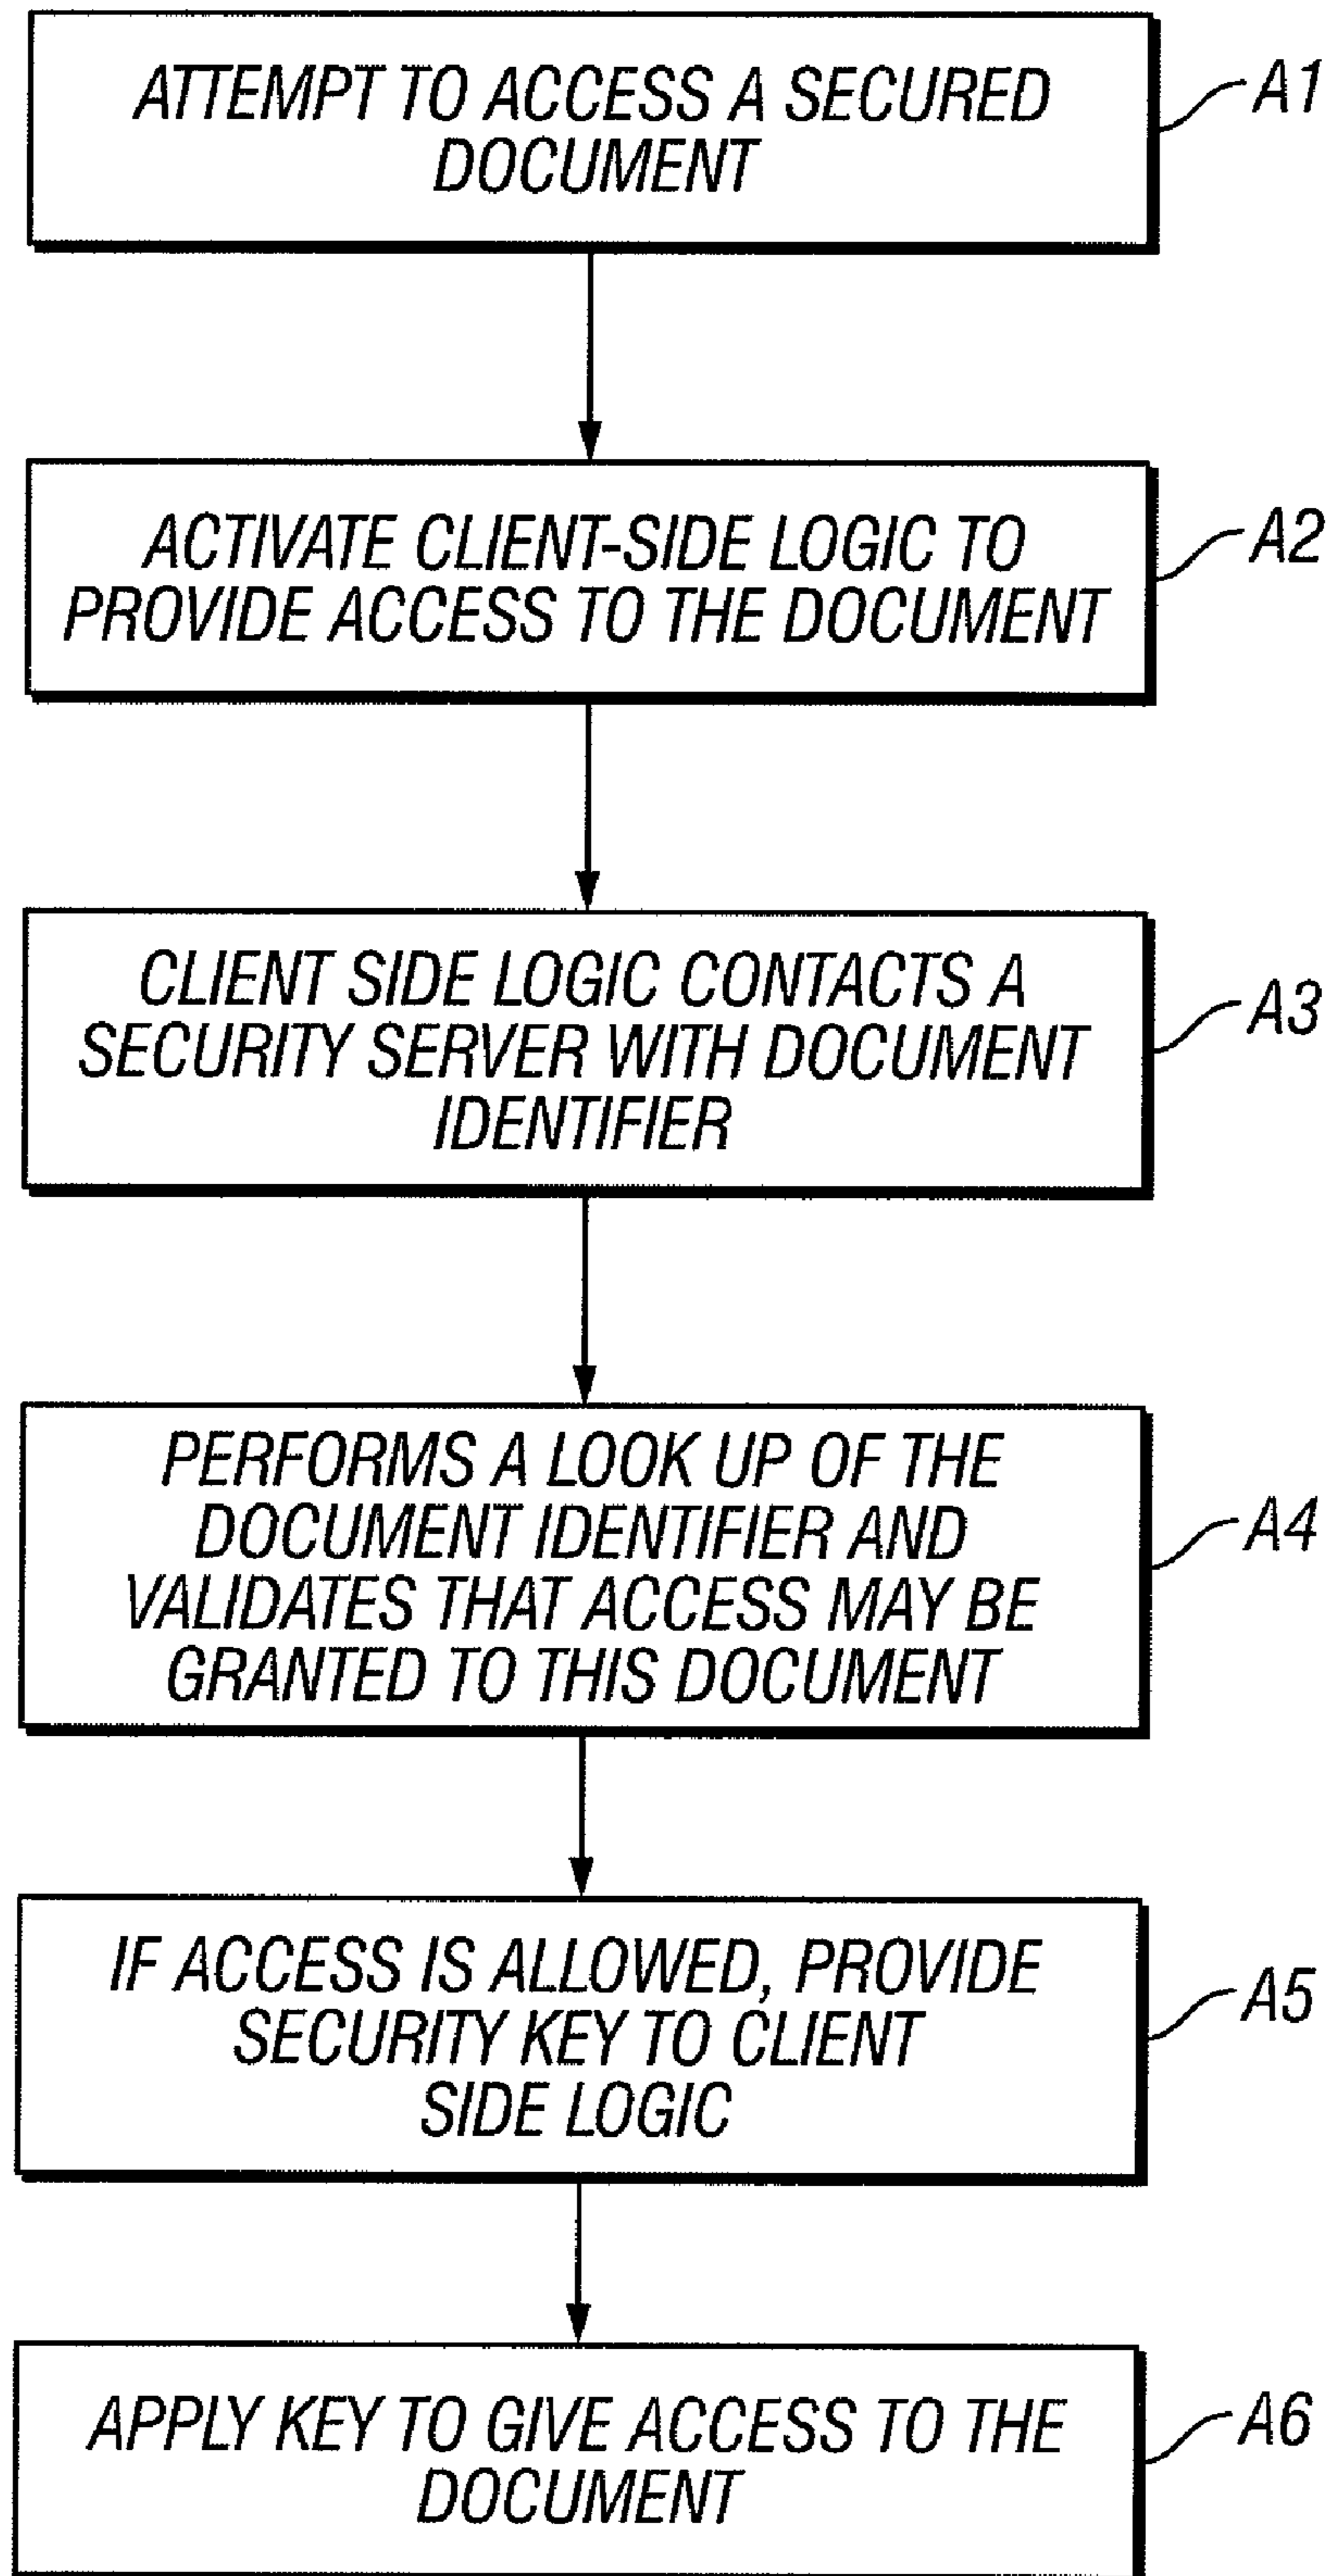 ATTEMPT TO ACCESS A SECURED
DOCUMENT
A1
ACTIVATE CLIENT-SIDE LOGIC TO
PROVIDE ACCESS TO THE DOCUMENT
A2
CLIENT SIDE LOGIC CONTACTS A
SECURITY SERVER WITH DOCUMENT
IDENTIFIER
A3
PERFORMS A LOOK UP OF THE
DOCUMENT IDENTIFIER AND
VALIDATES THAT ACCESS MAY BE
GRANTED TO THIS DOCUMENT
A4
IF ACCESS IS ALLOWED, PROVIDE
SECURITY KEY TO CLIENT
SIDE LOGIC
A5
APPLY KEY TO GIVE ACCESS TO THE
DOCUMENT
A6